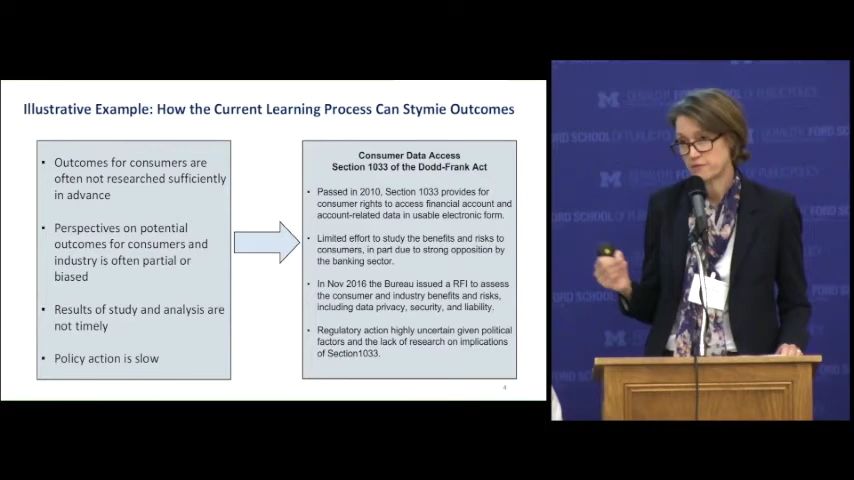 Illustrative Example: How the Current Learning Process Can Stymie Outcomes
▪ Outcomes for consumers are
often not researched sufficiently
in advance
▪ Perspectives on potential
outcomes for consumers and
industry is often partial or
biased
▪ Results of study and analysis are
not timely
▪ Policy action is slow
Consumer Data Access
Section 1033 of the Dodd-Frank Act
• Passed in 2010, Section 1033 provides for
consumer rights to access financial account and
account-related data in usable electronic form.
• Limited effort to study the benefits and risks to
consumers, in part due to strong opposition by
the banking sector.
• In Nov 2016 the Bureau issued a RFI to assess
the consumer and industry benefits and risks,
including data privacy, security, and liability.
• Regulatory action highly uncertain given political
factors and the lack of research on implications
of Section1033.
4
M
FORD SCHOOL OF PUBLIC POLICY
FORD SCHOOL